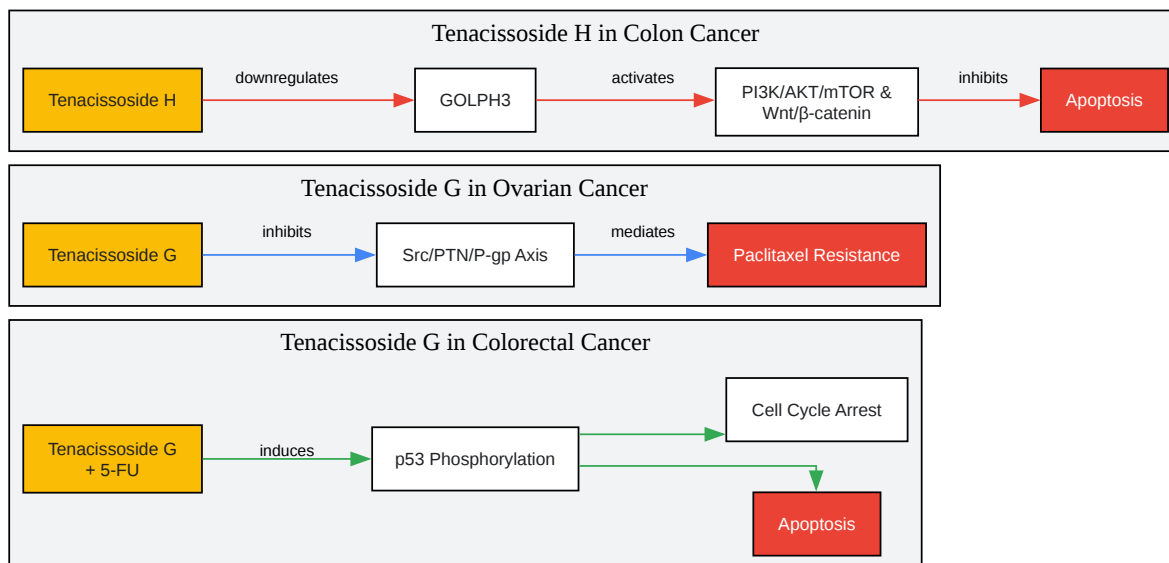 Tenacissoside H in Colon Cancer
Tenacissoside H
downregulates
GOLPH3
activates
PI3K/AKT/mTOR &
Wnt/β-catenin
inhibits
Apoptosis
Tenacissoside G in Ovarian Cancer
Tenacissoside G
inhibits
Src/PTN/P-gp Axis
mediates
Paclitaxel Resistance
Tenacissoside G in Colorectal Cancer
Tenacissoside G
+ 5-FU
induces
p53 Phosphorylation
Cell Cycle Arrest
Apoptosis